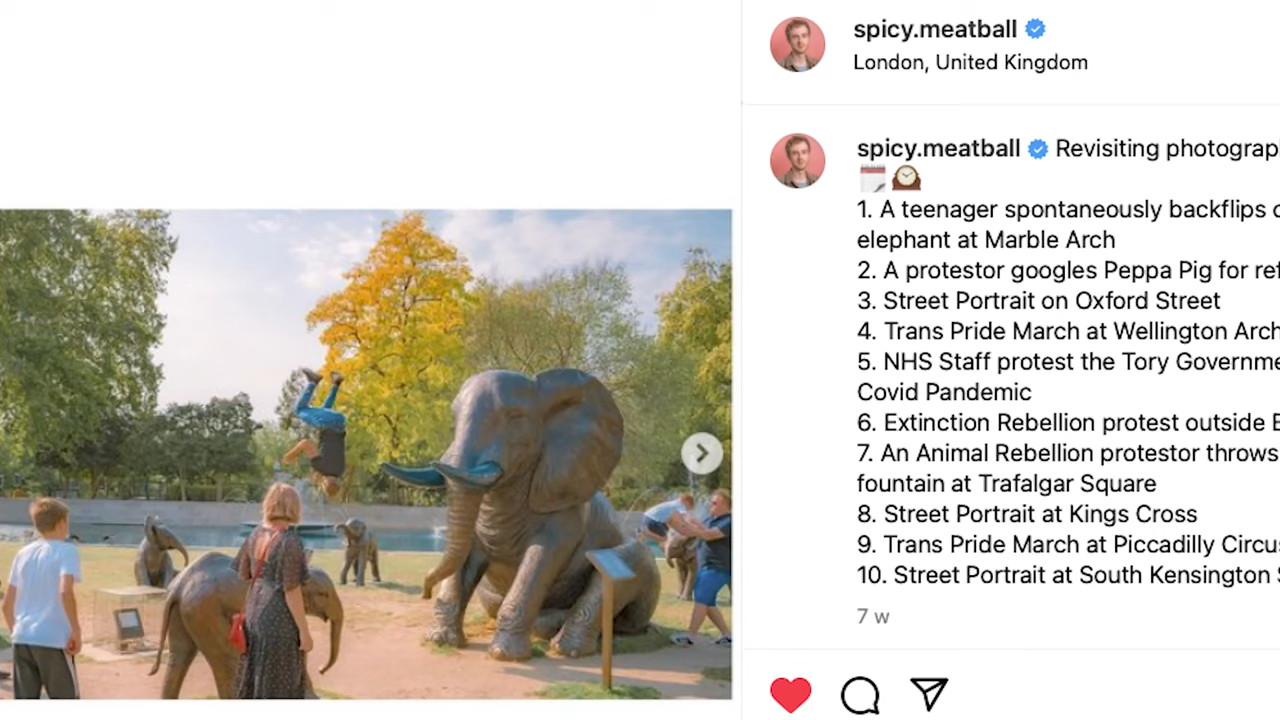 spicy.meatball
London, United Kingdom
spicy.meatball Revisiting
1. A teenager spontaneously backflips
elephant at Marble Arch
2. A protestor googles Peppa Pig for
3. Street Portrait on Oxford Street
4. Trans Pride March at Wellington Arch
5. NHS Staff protest the Tory
Covid Pandemic
6. Extinction Rebellion protest outside
7. An Animal Rebellion protestor throws
fountain at Trafalgar Square
8. Street Portrait at Kings Cross
9. Trans Pride March at Piccadilly
10. Street Portrait at South Kensington
7 w